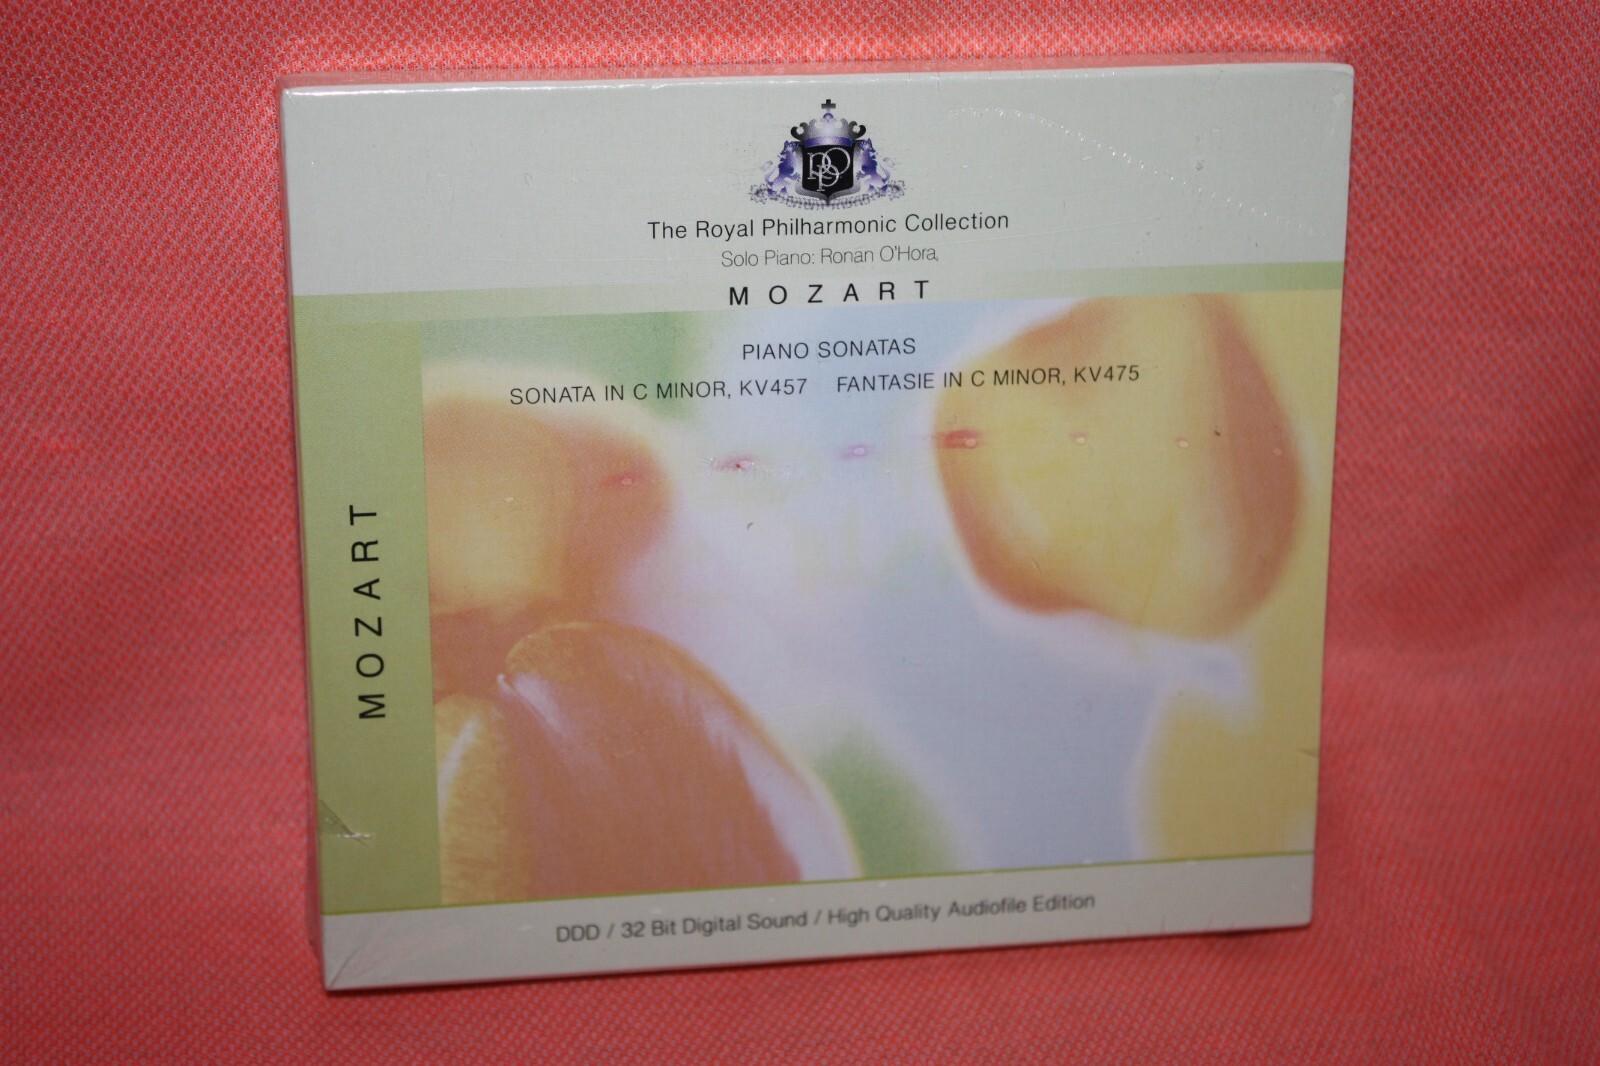 RPO
The Royal Philharmonic Collection
Solo Piano: Ronan O'Hora,
MOZART
PIANO SONATAS
SONATA IN C MINOR, KV457 FANTASIE IN C MINOR, KV475
MOZART
DDD / 32 Bit Digital Sound / High Quality Audiofile Edition